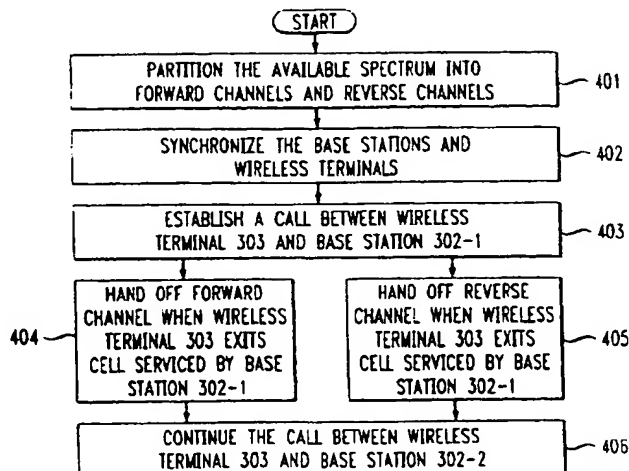 START
PARTITION THE AVAILABLE SPECTRUM INTO
FORWARD CHANNELS AND REVERSE CHANNELS
401
SYNCHRONIZE THE BASE STATIONS AND
WIRELESS TERMINALS
402
ESTABLISH A CALL BETWEEN WIRELESS
TERMINAL 303 AND BASE STATION 302-1
403
404
HAND OFF FORWARD
CHANNEL WHEN WIRELESS
TERMINAL 303 EXITS
CELL SERVICED BY BASE
STATION 302-1
HAND OFF REVERSE
CHANNEL WHEN WIRELESS
TERMINAL 303 EXITS
CELL SERVICED BY BASE
STATION 302-1
405
CONTINUE THE CALL BETWEEN WIRELESS
TERMINAL 303 AND BASE STATION 302-2
406